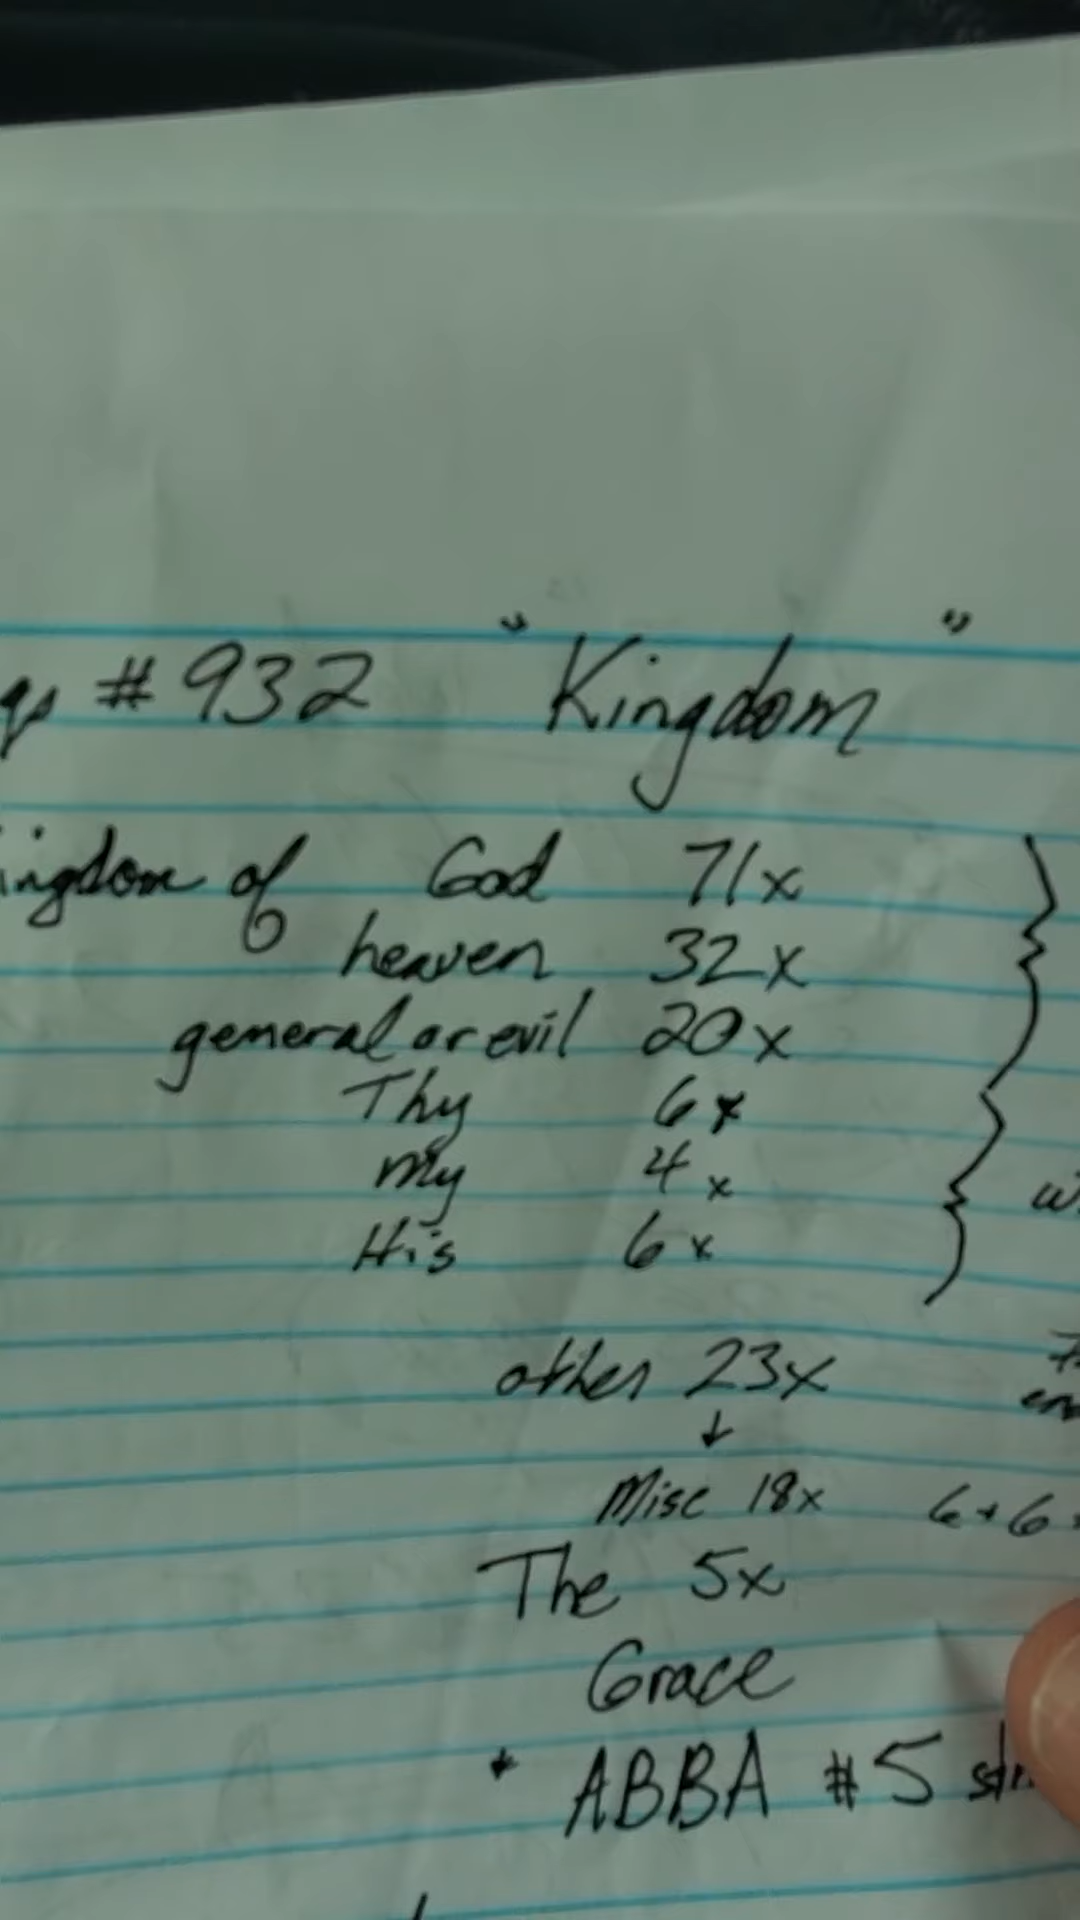 #932 "Kingdom"
ingdom of God 71x
heaven 32x
general or evil 20x
Thy 6x
my 4x
His 6x
other 23x
↓
Misc 18x 6+6
The 5x
Grace
* ABBA #5